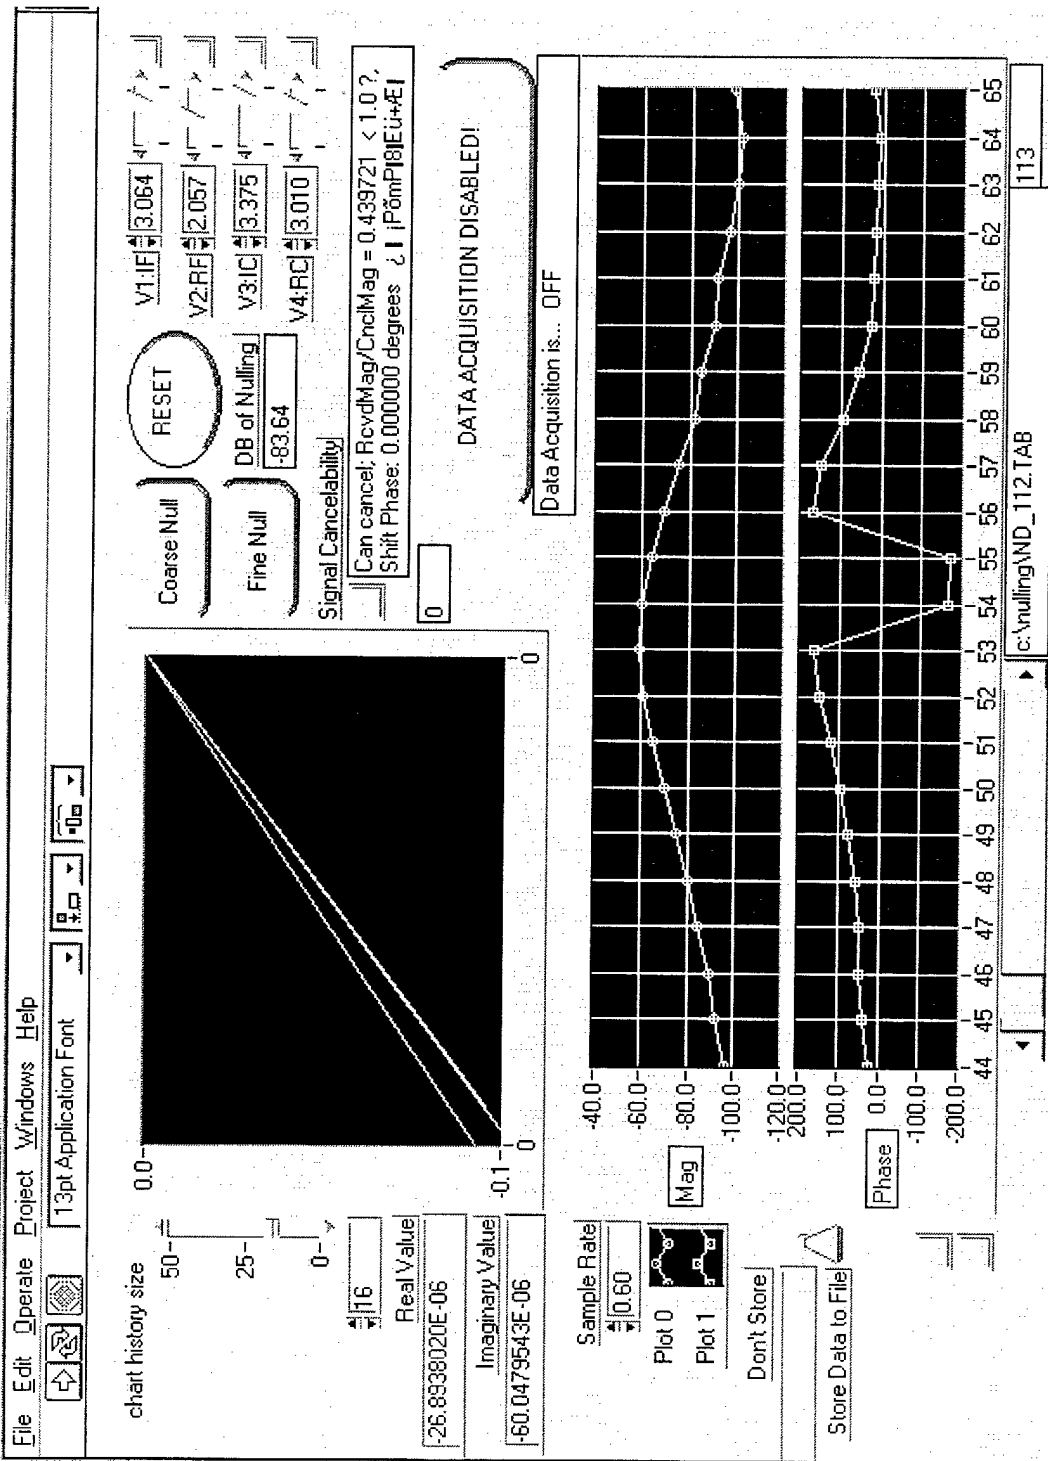 File Edit Operate Project Windows Help
13pt Application Font
chart history size
50-
25-
0-
16
Real Value
-26.8938020E-06
Imaginary Value
-60.0479543E-06
0.0-
-0.1-
-0
-0
Coarse Null
Fine Null
RESET
DB of Nulling
-83.64
V1:IF 3.064
V2:RF 2.057
V3:IC 3.375
V4:RC 3.010
Signal Cancelability
Can cancel; RcvdMag/CnclMag = 0.439721 < 1.0 ?,
Shift Phase: 0.000000 degrees
0
DATA ACQUISITION DISABLED!
Data Acquisition is... OFF
Sample Rate
0.60
Plot 0
Plot 1
Don't Store
Store Data to File
Mag
-40.0-
-60.0-
-80.0-
-100.0-
-120.0-
Phase
200.0-
100.0-
0.0-
-100.0-
-200.0-
44 45 46 47 48 49 50 51 52 53 54 55 56 57 58 59 60 61 62 63 64 65
c:\nulling\ND_112.TAB
113